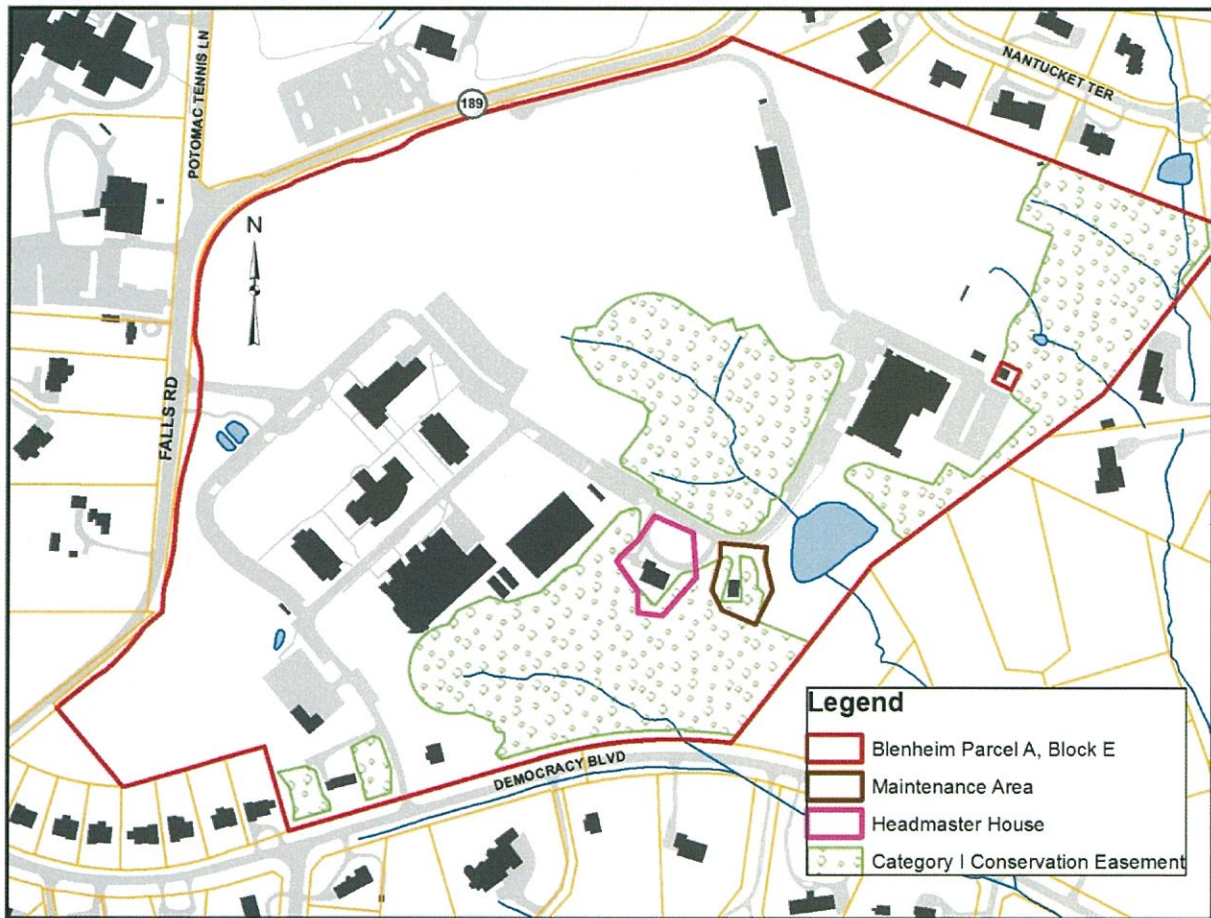 POTOMAC TENNIS LN
189
NANTUCKET TER
N
FALLS RD
DEMOCRACY BLVD
Legend
Blenheim Parcel A, Block E
Maintenance Area
Headmaster House
Category I Conservation Easement